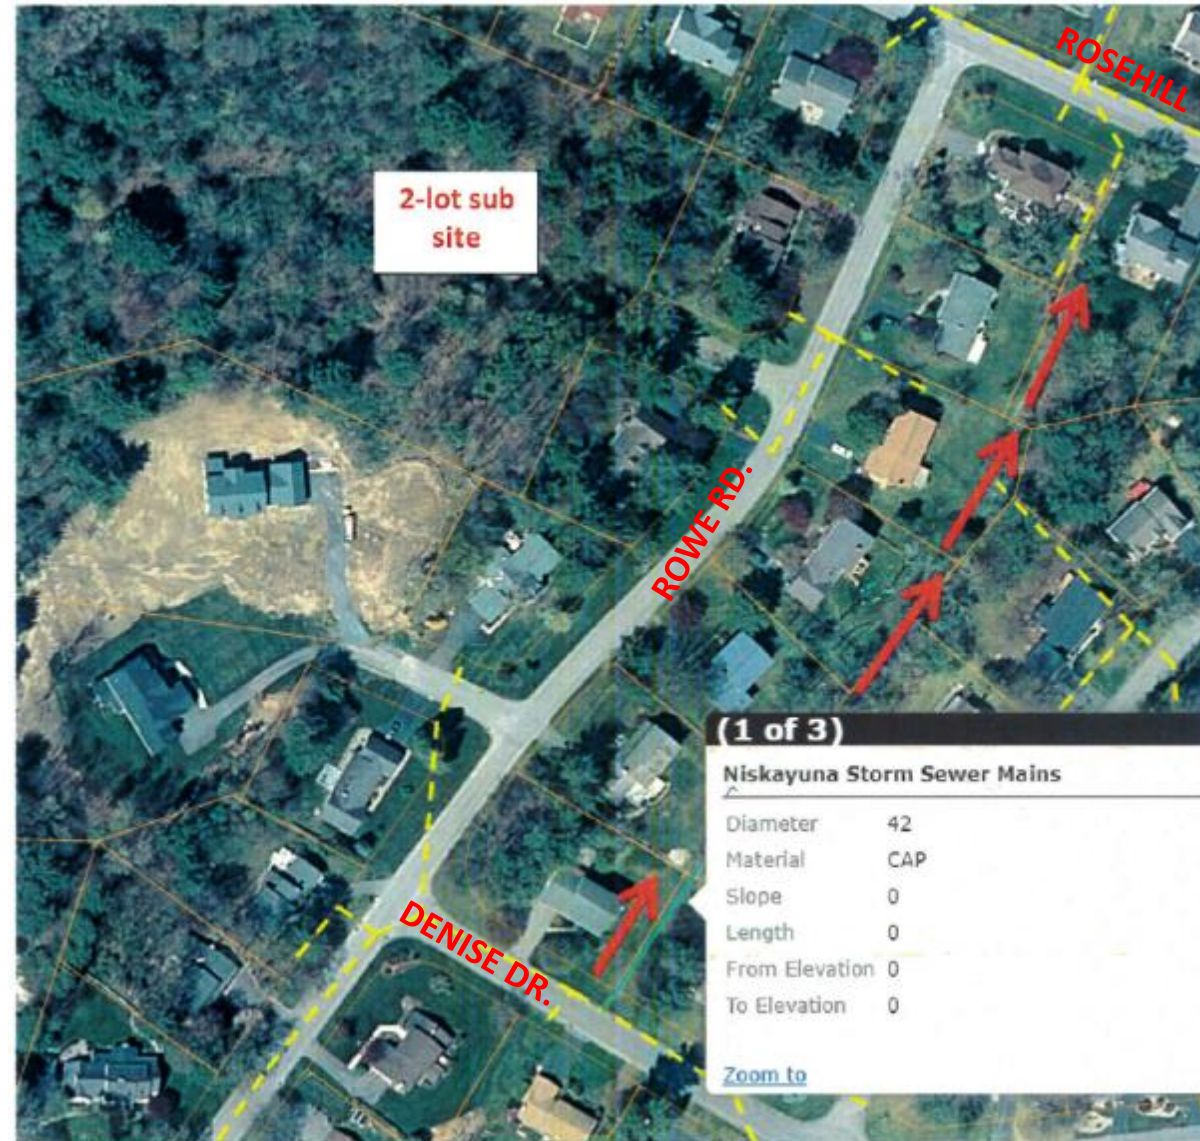 ROSEHILL
2-lot sub
site
ROWE RD.
(1 of 3)
Niskayuna Storm Sewer Mains
Diameter 42
Material CAP
Slope 0
Length 0
From Elevation 0
To Elevation 0
DENISE DR.
Zoom to